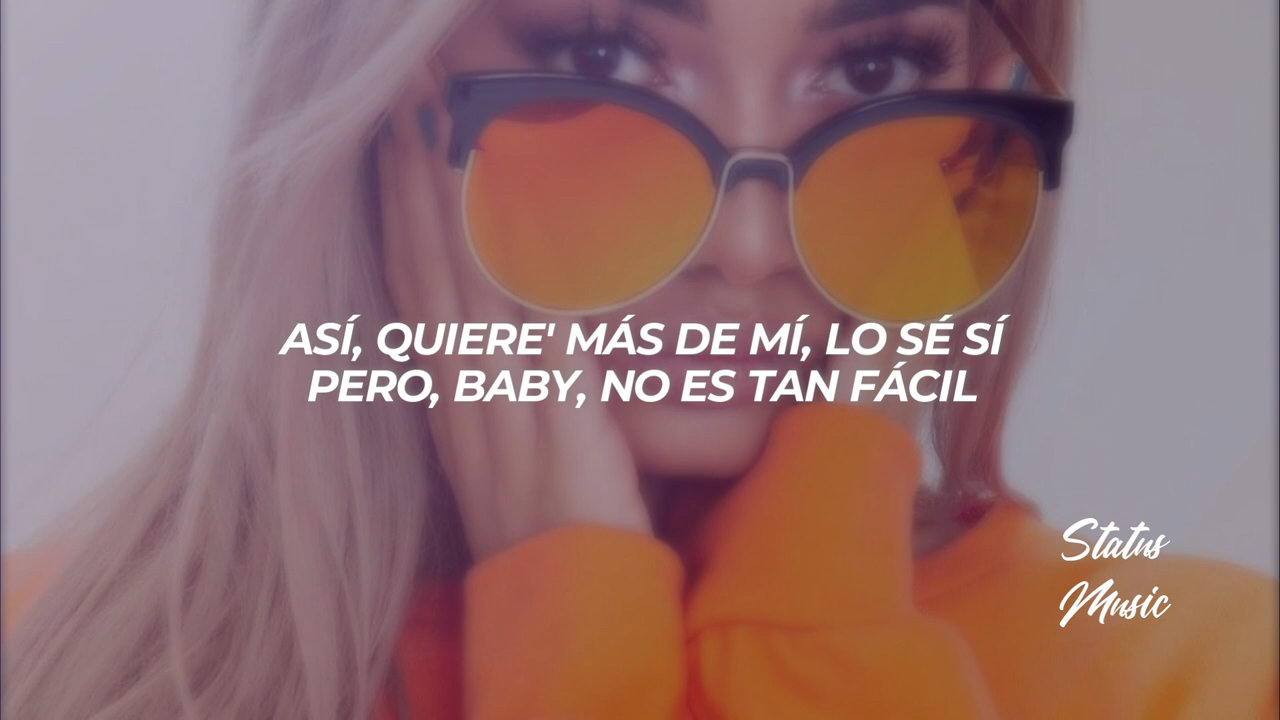 ASÍ, QUIERE' MÁS DE MÍ, LO SÉ SÍ
PERO, BABY, NO ES TAN FÁCIL
Status
Music